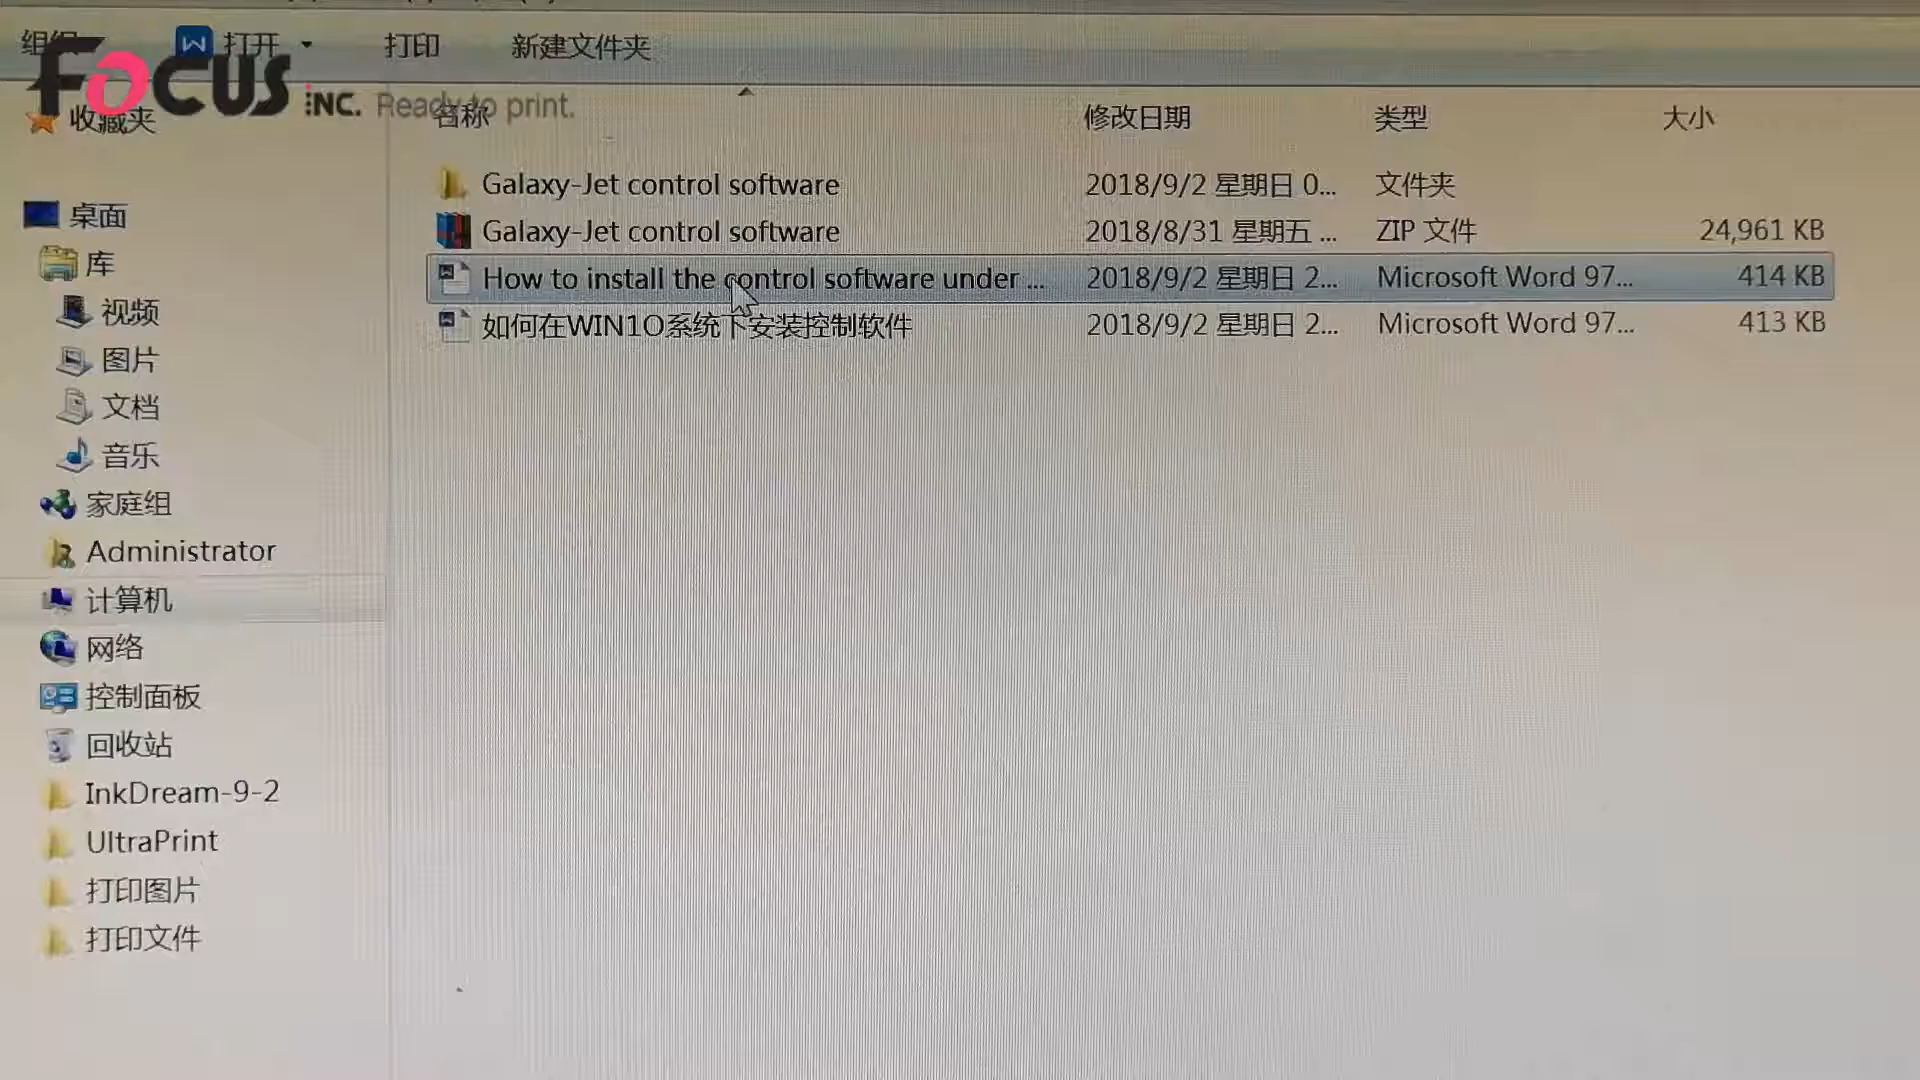 打开
打印
新建文件夹
FOCUS INC. Ready to print.
收藏夹
名称
修改日期
类型
大小
Galaxy-Jet control software
2018/9/2 星期日 0...
文件夹
Galaxy-Jet control software
2018/8/31 星期五 ...
ZIP 文件
24,961 KB
How to install the control software under ...
2018/9/2 星期日 2...
Microsoft Word 97...
414 KB
如何在WIN1O系统下安装控制软件
2018/9/2 星期日 2...
Microsoft Word 97...
413 KB
桌面
库
视频
图片
文档
音乐
家庭组
Administrator
计算机
网络
控制面板
回收站
InkDream-9-2
UltraPrint
打印图片
打印文件